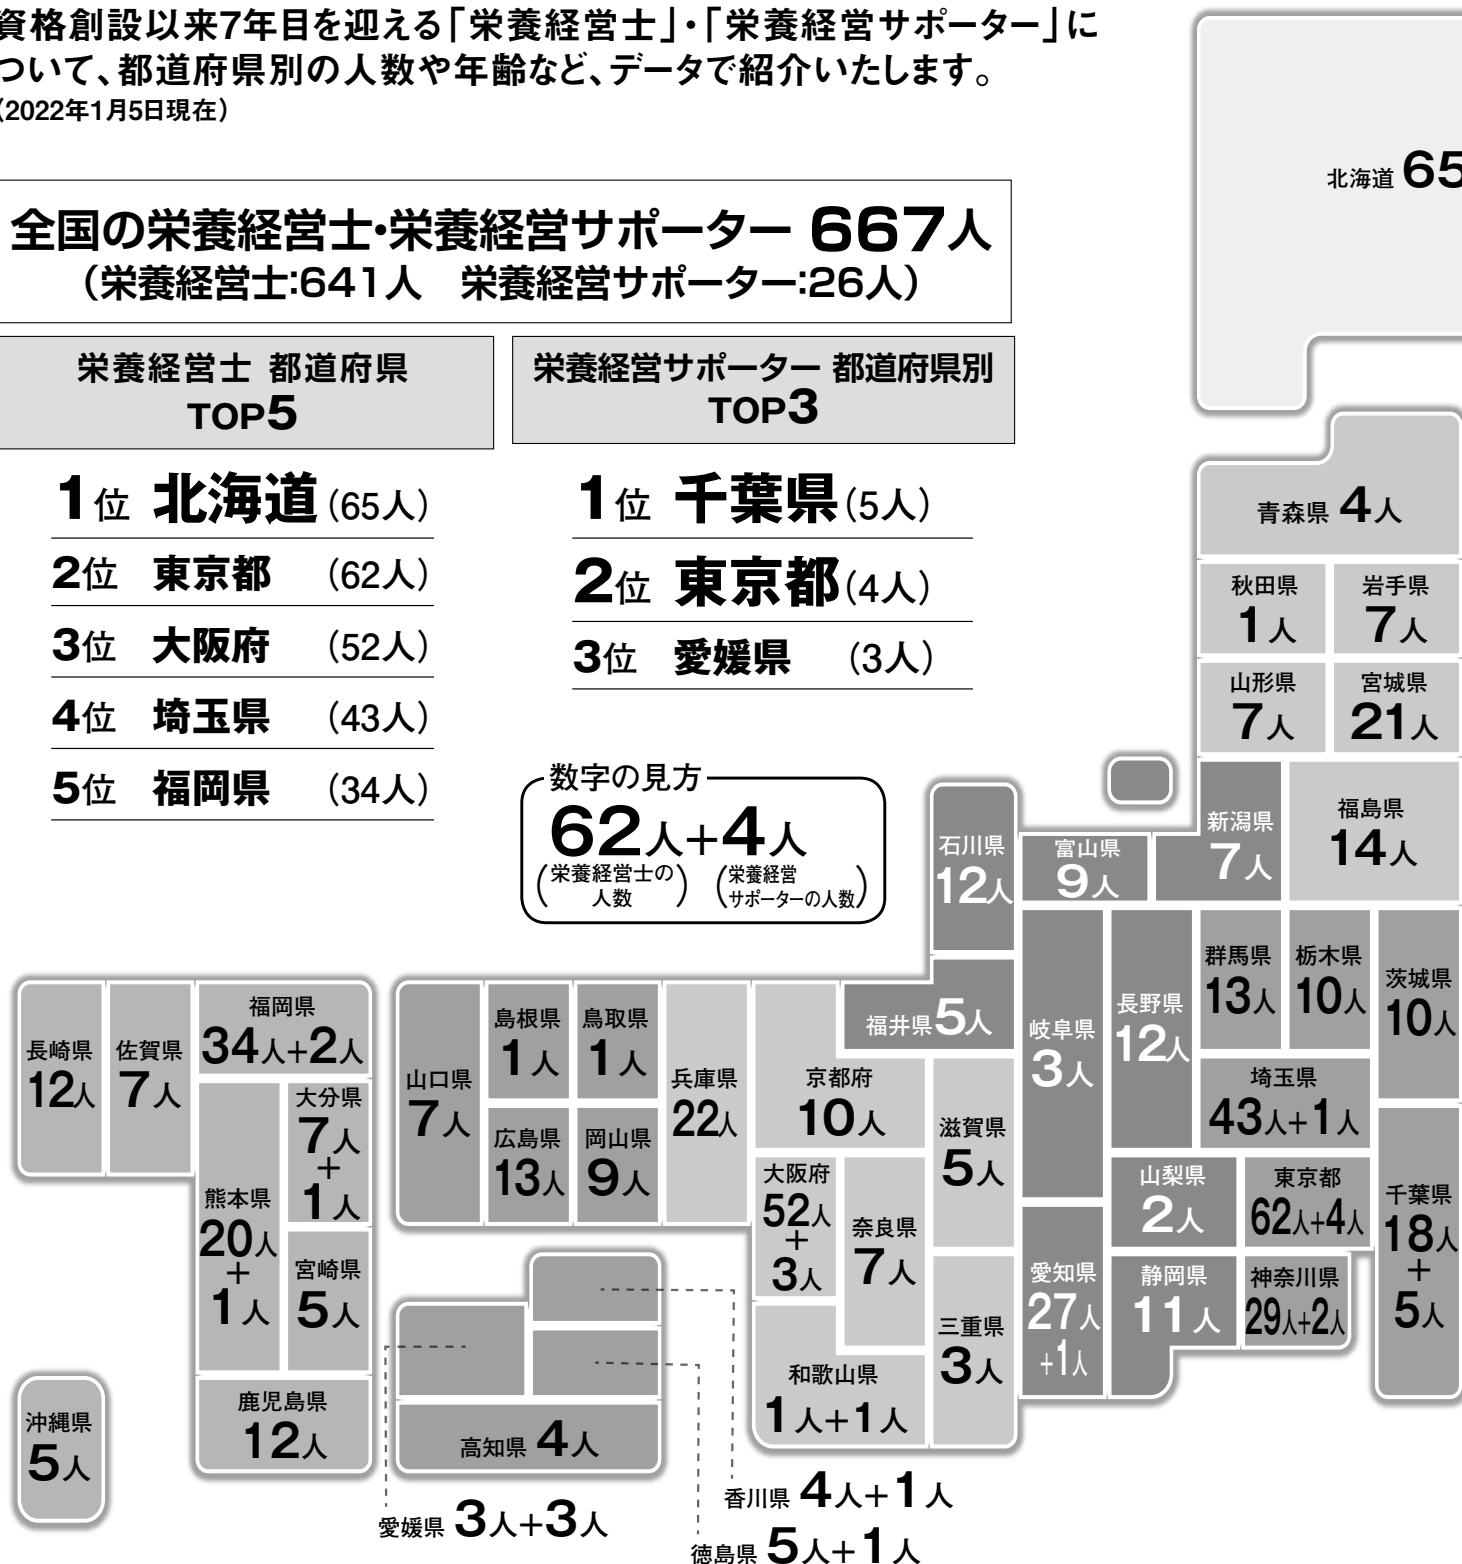 資格創設以来7年目を迎える「栄養経営士」・「栄養経営サポーター」に
ついて、都道府県別の人数や年齢など、データで紹介いたします。
(2022年1月5日現在)
全国の栄養経営士・栄養経営サポーター 667人
(栄養経営士:641人 栄養経営サポーター:26人)
栄養経営士 都道府県
TOP5
1位 北海道(65人)
2位 東京都 (62人)
3位 大阪府 (52人)
4位 埼玉県 (43人)
5位 福岡県 (34人)
栄養経営サポーター 都道府県別
TOP3
1位 千葉県(5人)
2位 東京都(4人)
3位 愛媛県 (3人)
数字の見方
62人+4人
(栄養経営士の
人数)
(栄養経営
サポーターの人数)
北海道 65
青森県 4人
秋田県
1人
岩手県
7人
山形県
7人
宮城県
21人
新潟県
7人
福島県
14人
石川県
12人
富山県
9人
福井県5人
岐阜県
3人
長野県
12人
群馬県
13人
栃木県
10人
茨城県
10人
埼玉県
43人+1人
山梨県
2人
東京都
62人+4人
千葉県
18人
+
5人
愛知県
27人
+1人
静岡県
11人
神奈川県
29人+2人
京都府
10人
滋賀県
5人
兵庫県
22人
大阪府
52人
+
3人
奈良県
7人
三重県
3人
和歌山県
1人+1人
島根県
1人
鳥取県
1人
山口県
7人
広島県
13人
岡山県
9人
福岡県
34人+2人
長崎県
12人
佐賀県
7人
大分県
7人
+
1人
熊本県
20人
+
1人
宮崎県
5人
鹿児島県
12人
沖縄県
5人
高知県 4人
香川県 4人+1人
愛媛県 3人+3人
徳島県 5人+1人